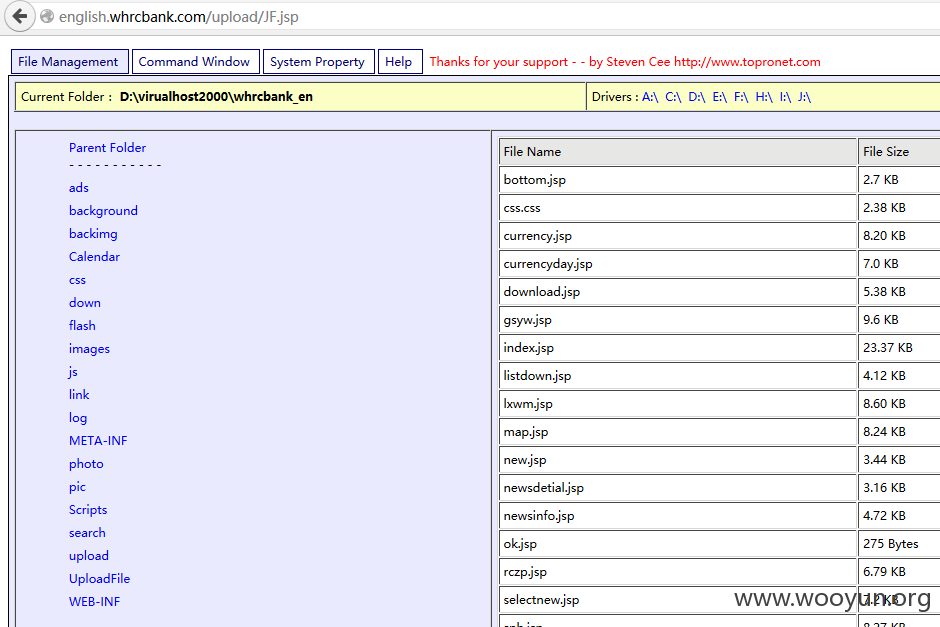 english.whrcbank.com/upload/JF.jsp
File Management Command Window System Property Help Thanks for your support - - by Steven Cee http://www.topronet.com
Current Folder : D:\virualhost2000\whrcbank_en Drivers : A:\ C:\ D:\ E:\ F:\ H:\ I:\ J:\
Parent Folder
- - - - - - - - - - -
ads
background
backimg
Calendar
css
down
flash
images
js
link
log
META-INF
photo
pic
Scripts
search
upload
UploadFile
WEB-INF
File Name File Size
bottom.jsp 2.7 KB
css.css 2.38 KB
currency.jsp 8.20 KB
currencyday.jsp 7.0 KB
download.jsp 5.38 KB
gsyw.jsp 9.6 KB
index.jsp 23.37 KB
listdown.jsp 4.12 KB
lxwm.jsp 8.60 KB
map.jsp 8.24 KB
new.jsp 3.44 KB
newsdetial.jsp 3.16 KB
newsinfo.jsp 4.72 KB
ok.jsp 275 Bytes
rczp.jsp 6.79 KB
selectnew.jsp 7.2 KB
www.wooyun.org